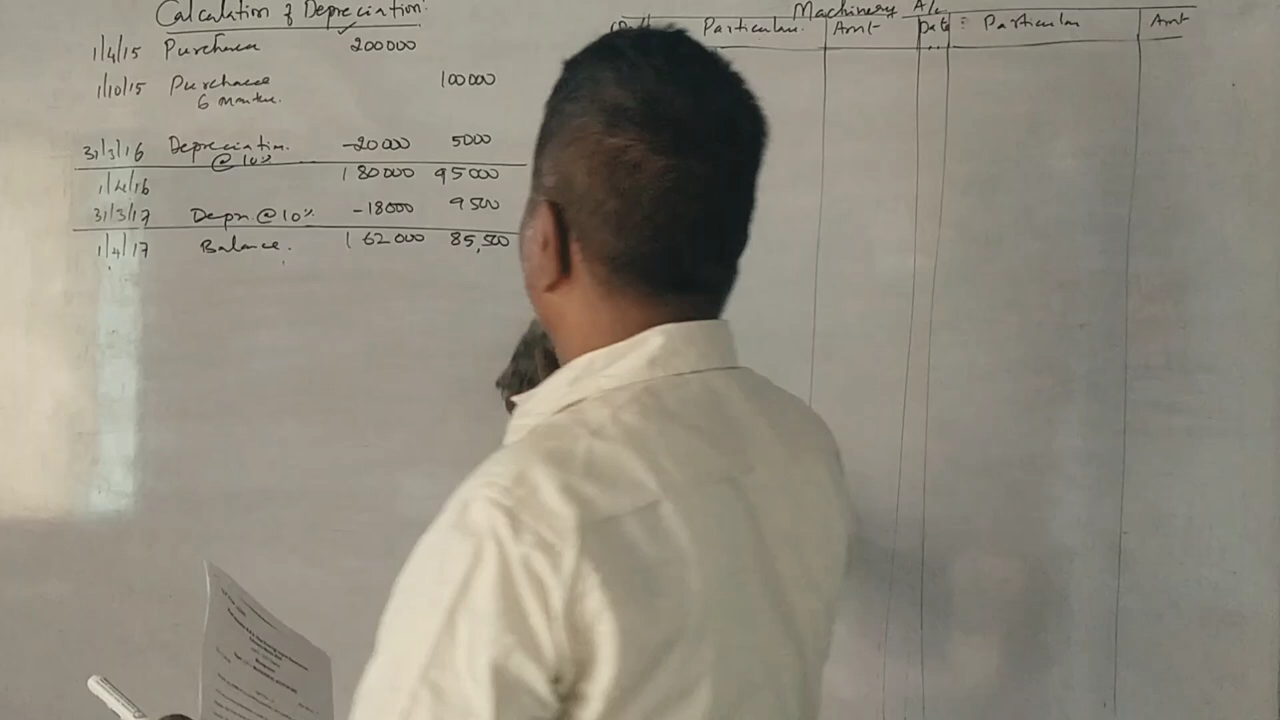 Calculation of Depreciation
1/4/15 Purchase 200000
1/10/15 Purchase 100000
6 months.
31/3/16 Depreciation. -20000 5000
@ 10%
1/4/16 180000 95000
31/3/17 Depn. @ 10% -18000 9500
1/4/17 Balance. 162000 85,500
Machinery A/c
Particular. Amt Date Particular Amt